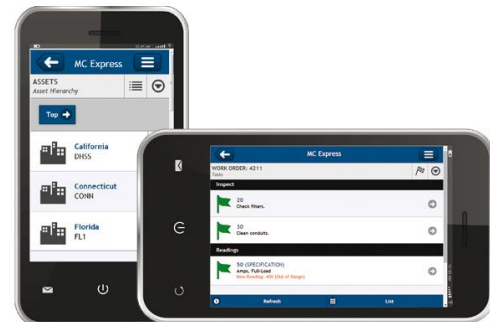 MC Express
ASSETS
Asset Hierarchy
Top
California
DHSS
Connecticut
CONN
Florida
FL1
MC Express
WORK ORDER: 4211
Tasks
Inspect
20
Check filters.
30
Clean conduits.
Readings
50 (SPECIFICATION)
Amps, Full-Load
New Reading: 400 (Out of Range)
Refresh
List